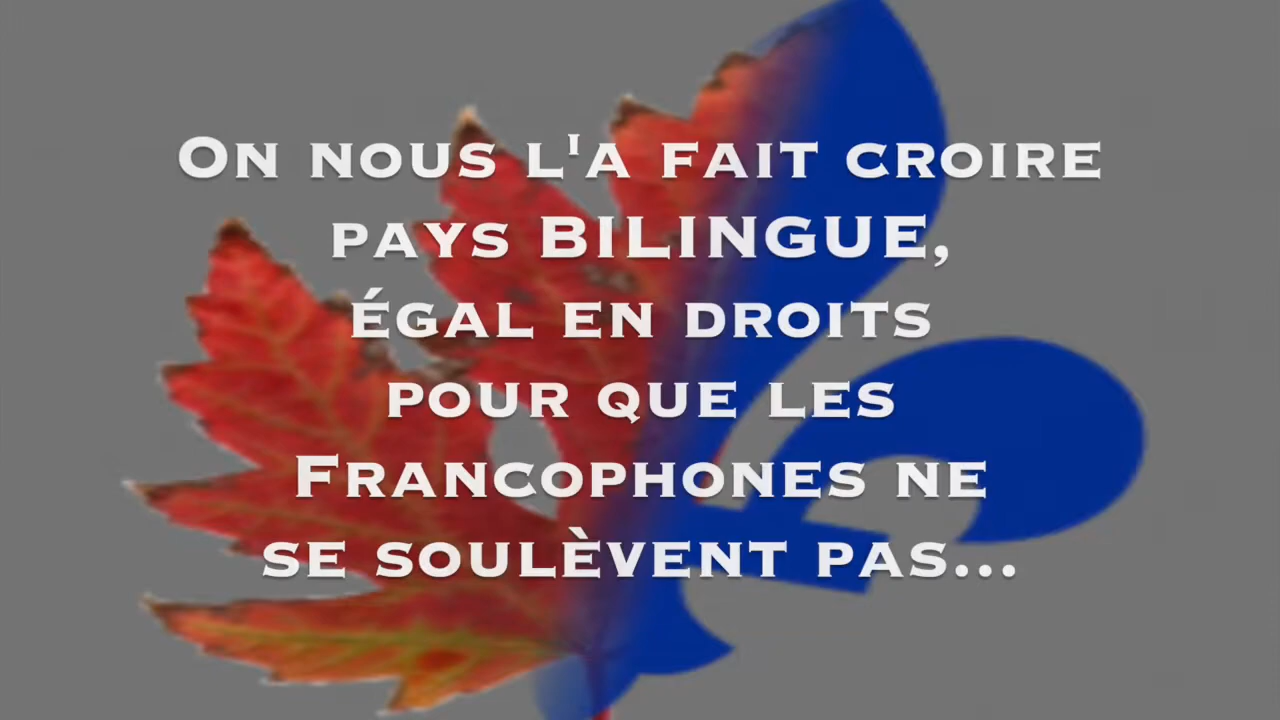 On nous l'a fait croire
pays BILINGUE,
égal en droits
pour que les
Francophones ne
se soulèvent pas...